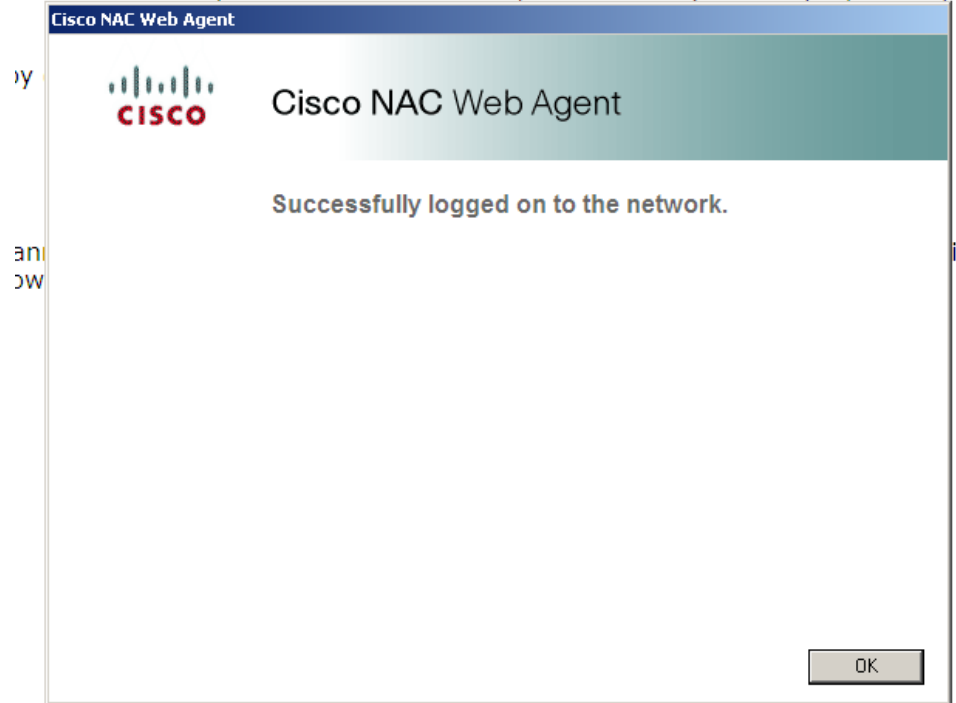 Cisco NAC Web Agent
CISCO
Cisco NAC Web Agent
Successfully logged on to the network.
OK